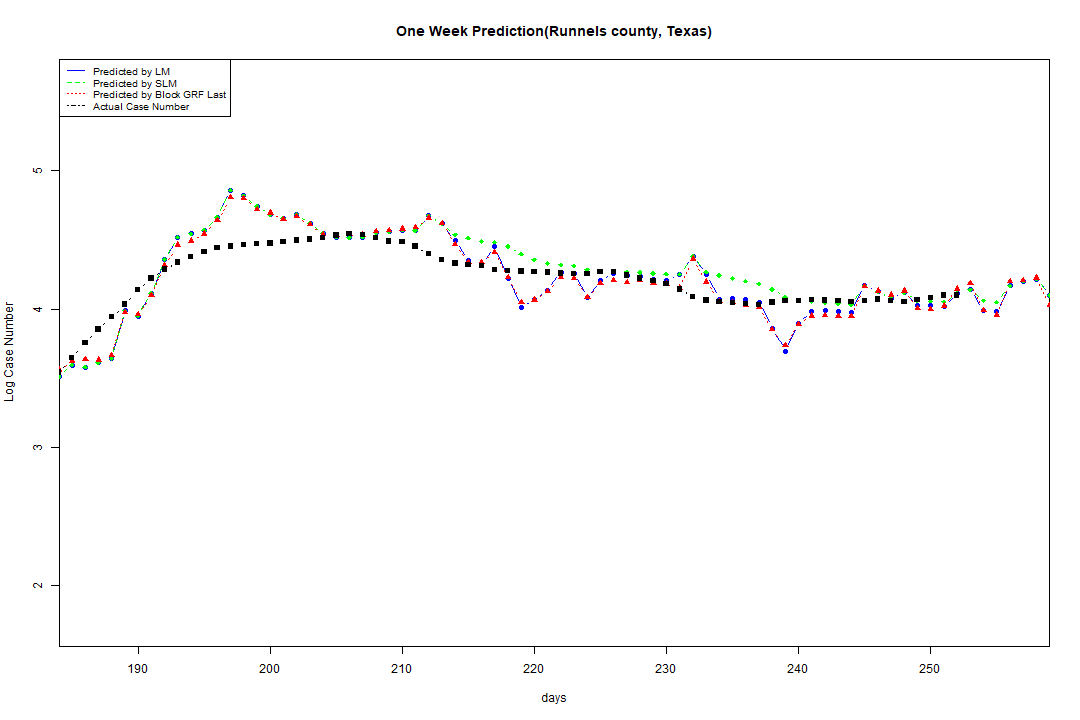 One Week Prediction(Runnels county, Texas)
Predicted by LM
Predicted by SLM
Predicted by Block GRF Last
Actual Case Number
5
4
3
2
Log Case Number
190 200 210 220 230 240 250
days